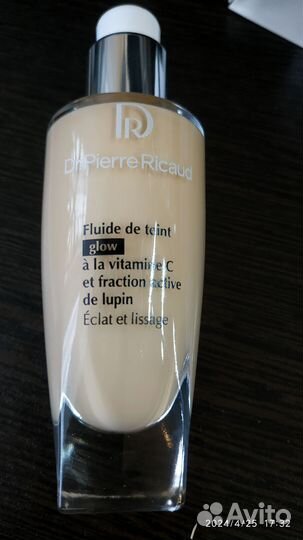 DR
Dr Pierre Ricaud
Fluide de teint
glow
à la vitamine C
et fraction active
de lupin
Éclat et lissage
2024/4/25 17:32
Avito